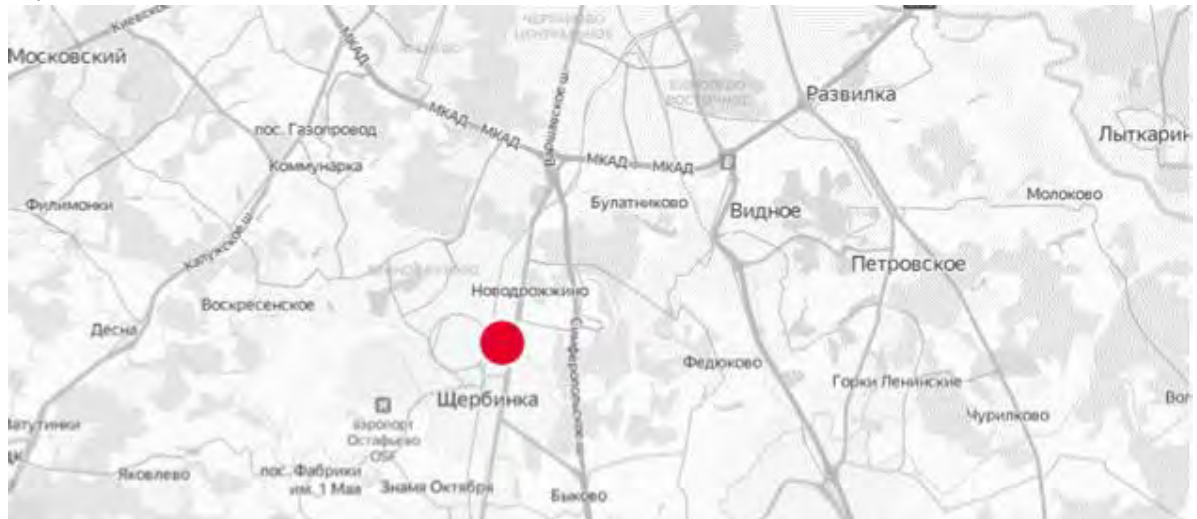 Киевское
Московский
МКАД
Варшавское ш.
Развилка
пос. Газопровод
МКАД
МКАД
Лыткарин
Коммунарка
МКАД
МКАД
Молоково
Филимонки
Булатниково
Видное
Калужское ш.
Петровское
Новодрожжино
Воскресенское
Десна
Симферопольское
Федюково
Горки Ленинские
Щербинка
Чурилково
аэропорт
Остафьево
OSF
Яковлево
пос. Фабрики
им. 1 Мая
Знамя Октября
Быково